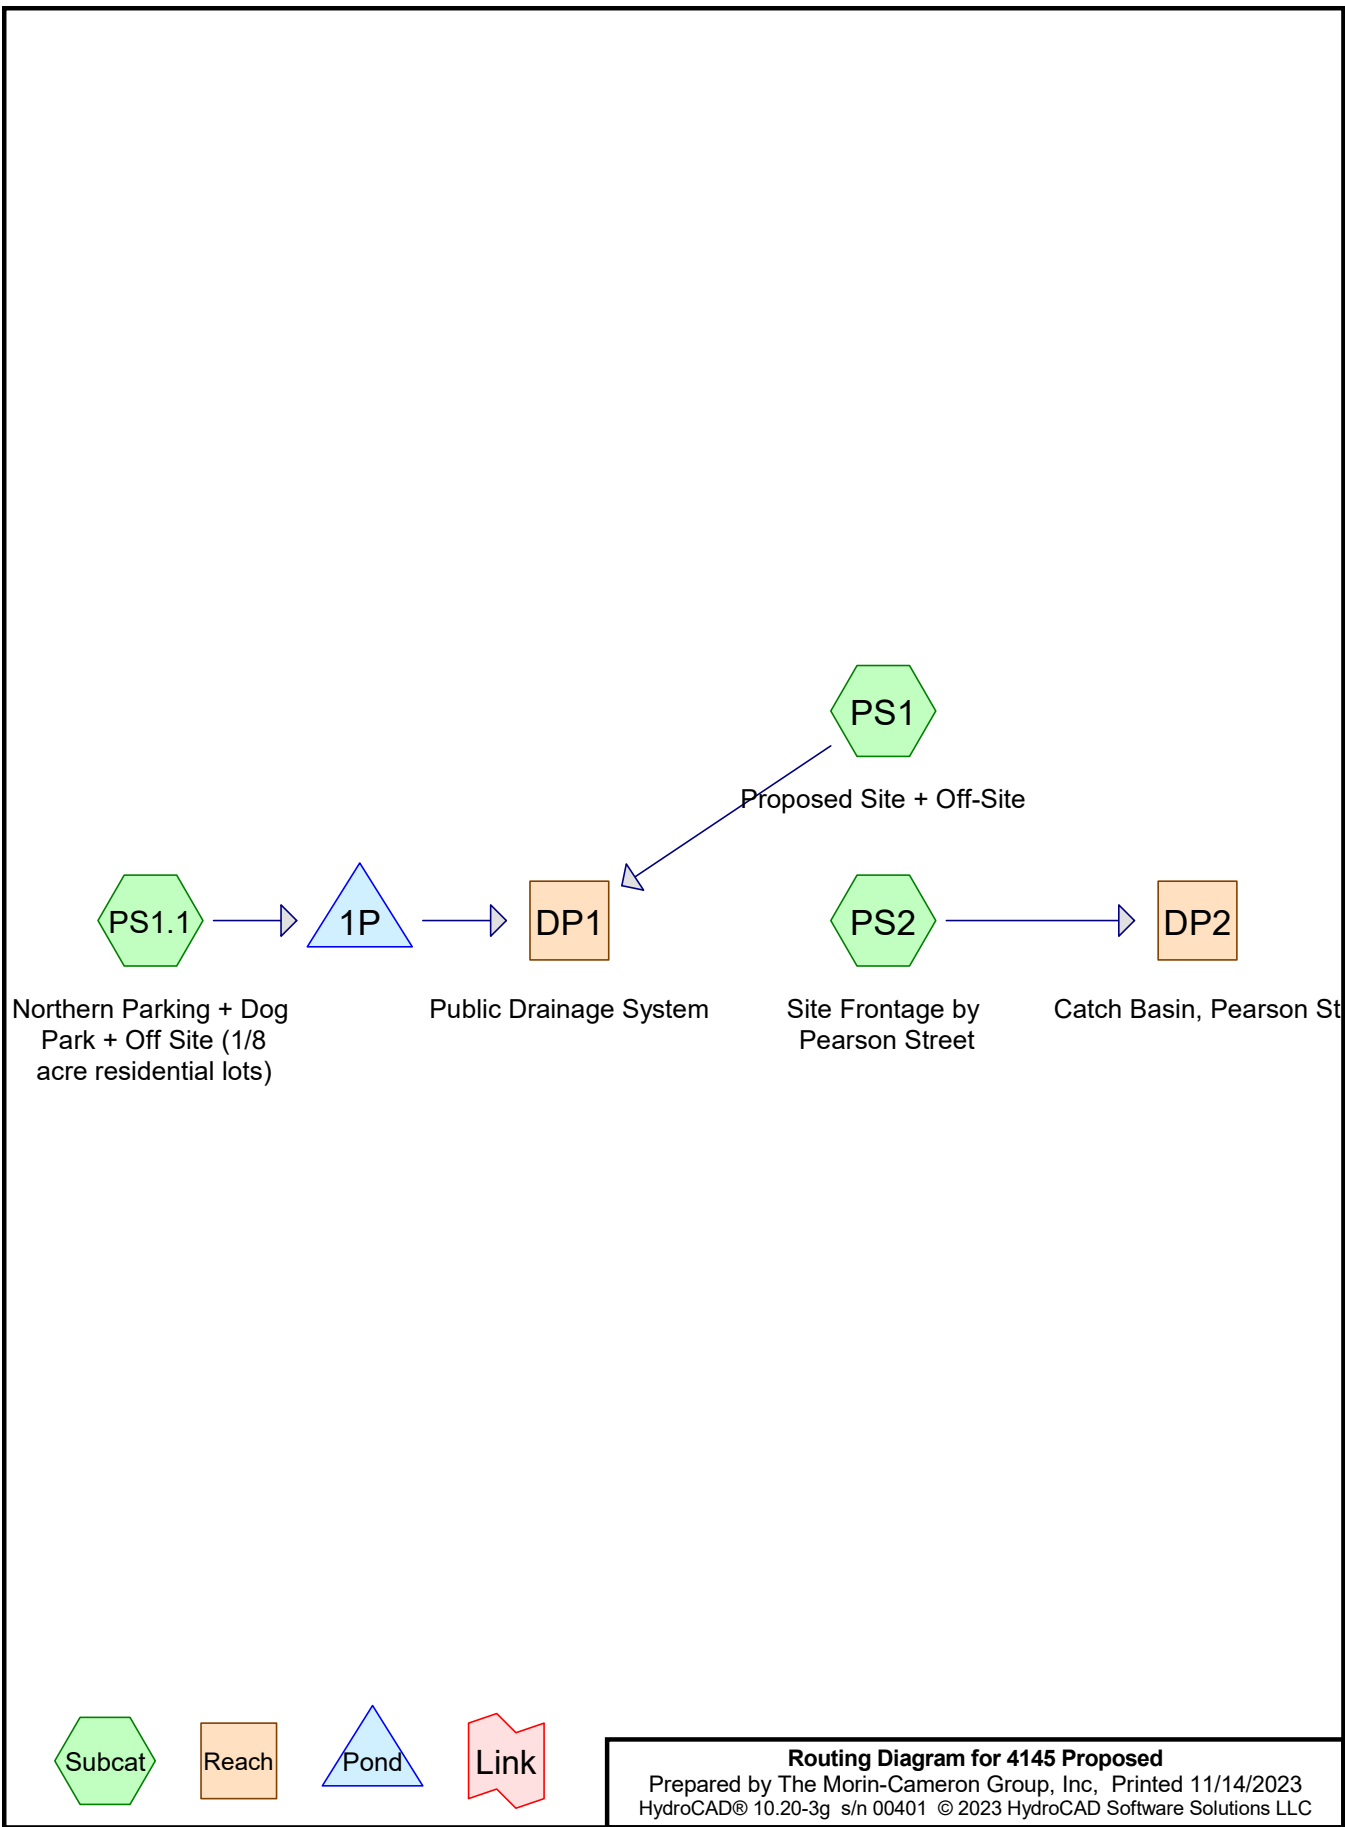 PS1
Proposed Site + Off-Site
PS1.1
1P
DP1
PS2
DP2
Northern Parking + Dog
Park + Off Site (1/8
acre residential lots)
Public Drainage System
Site Frontage by
Pearson Street
Catch Basin, Pearson St
Subcat
Reach
Pond
Link
Routing Diagram for 4145 Proposed
Prepared by The Morin-Cameron Group, Inc, Printed 11/14/2023
HydroCAD® 10.20-3g s/n 00401 © 2023 HydroCAD Software Solutions LLC